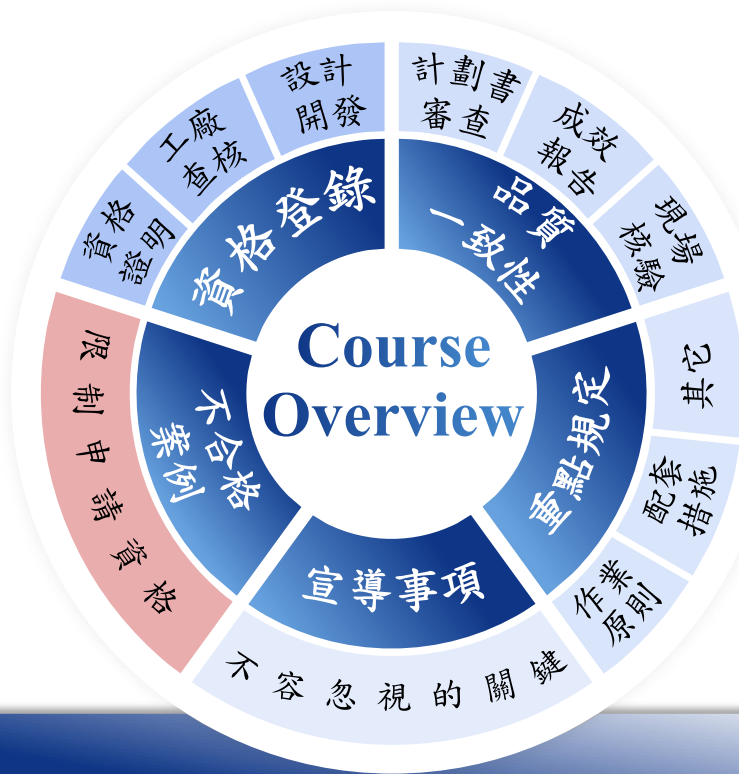 Course
Overview
資格登錄
資格
證明
工廠
查核
設計
開發
品質
一致性
計劃書
審查
成效
報告
現場
核驗
重點規定
其它
配套
措施
作業
原則
宣導事項
不容忽視的關鍵
不合格
案例
限制申請資格